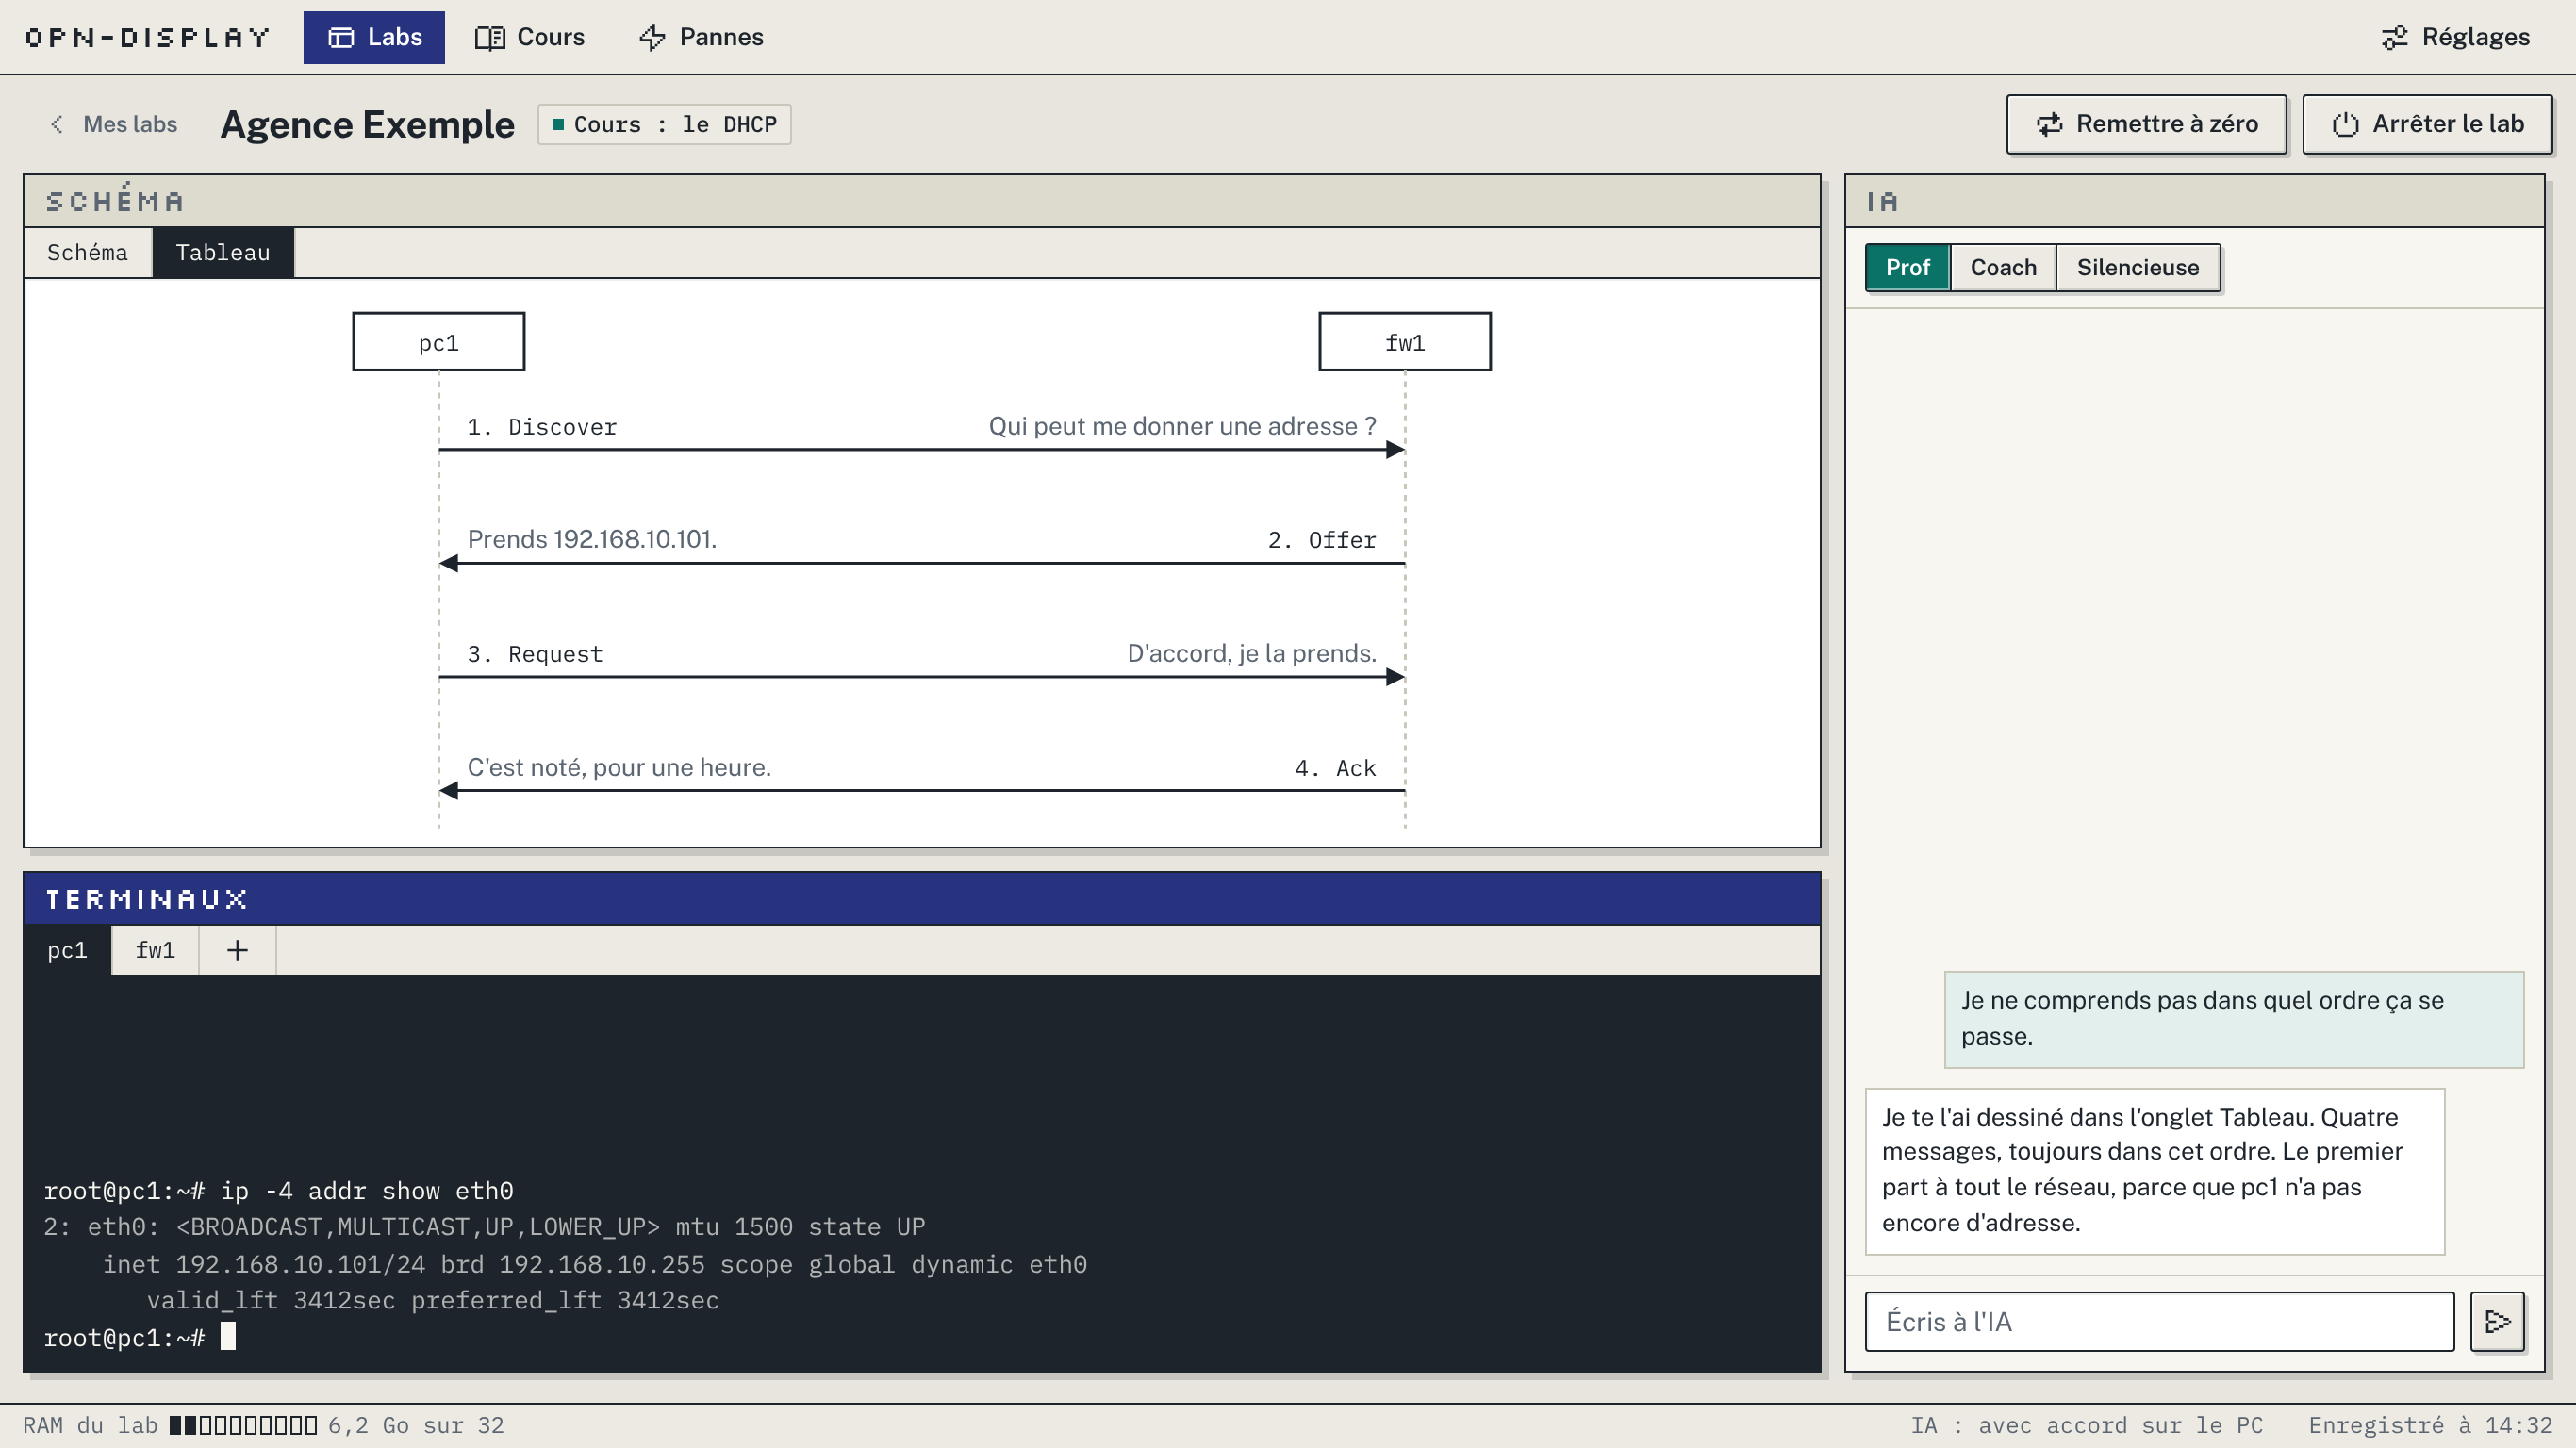 OPN-DISPLAY Labs Cours Pannes Réglages
Mes labs Agence Exemple Cours : le DHCP Remettre à zéro Arrêter le lab
SCHÉMA
Schéma Tableau
pc1 fw1
1. Discover Qui peut me donner une adresse ?
Prends 192.168.10.101. 2. Offer
3. Request D'accord, je la prends.
C'est noté, pour une heure. 4. Ack
TERMINAUX
pc1 fw1 +
root@pc1:~# ip -4 addr show eth0
2: eth0: <BROADCAST,MULTICAST,UP,LOWER_UP> mtu 1500 state UP
inet 192.168.10.101/24 brd 192.168.10.255 scope global dynamic eth0
valid_lft 3412sec preferred_lft 3412sec
root@pc1:~#
IA
Prof Coach Silencieuse
Je ne comprends pas dans quel ordre ça se
passe.
Je te l'ai dessiné dans l'onglet Tableau. Quatre
messages, toujours dans cet ordre. Le premier
part à tout le réseau, parce que pc1 n'a pas
encore d'adresse.
Écris à l'IA
RAM du lab 6,2 Go sur 32 IA : avec accord sur le PC Enregistré à 14:32